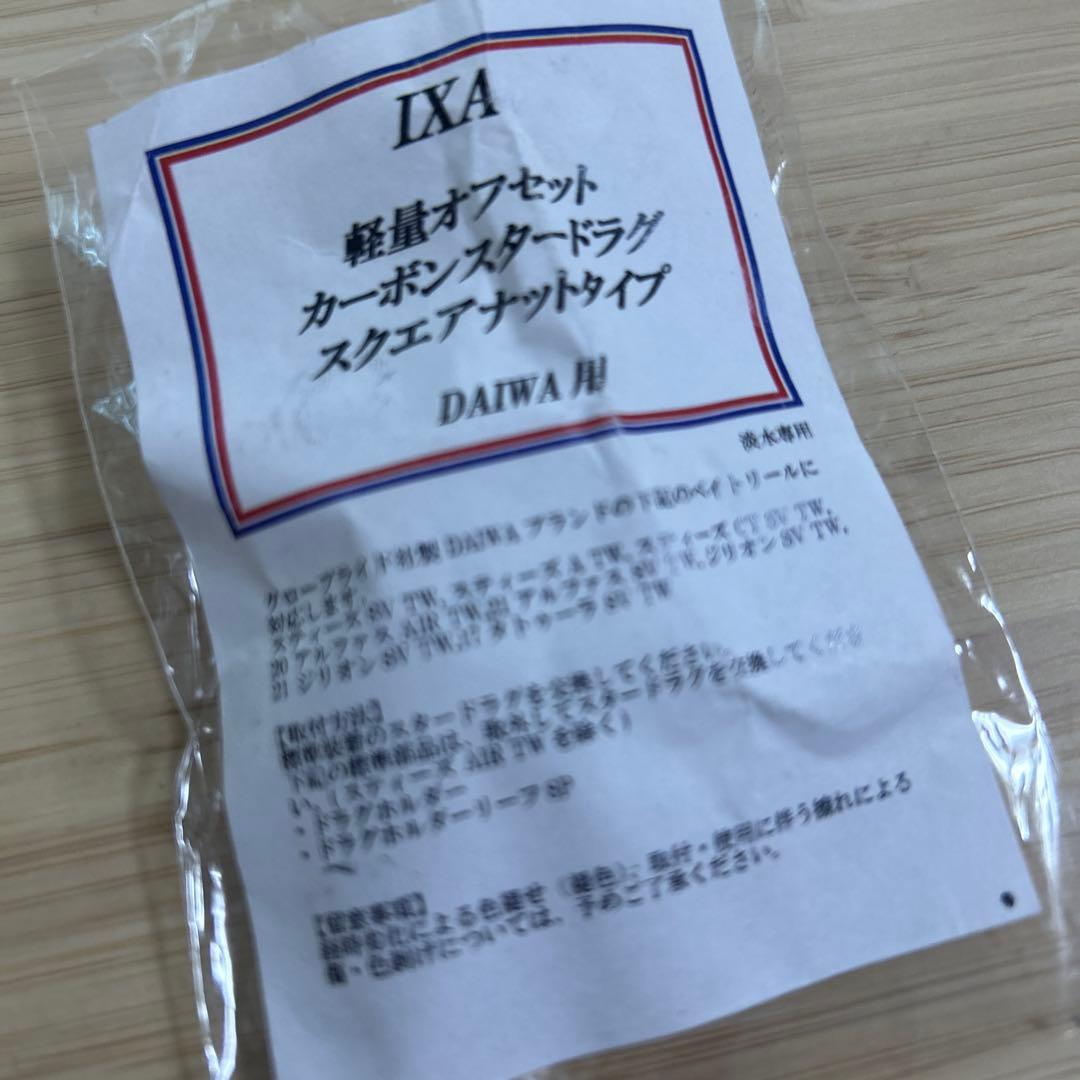 IXA
軽量オフセット
カーボンスタードラグ
スクエアナットタイプ
DAIWA 用
淡水専用
グローブライド社製 DAIWA ブランドの下記のベイトリールに
対応します。
スティーズ SV TW, スティーズ A TW, スティーズ CT SV TW,
20 アルファス AIR TW, アルファス SV TW, ジリオン SV TW,
21 ジリオン SV TW, 17 タトゥーラ SV TW
【取付方法】
標準装着のスタードラグを交換してください。
下記の標準部品は、取外してスタードラグを交換してくださ
い（スティーズ AIR TW を除く）
・ドラグホルダー
・ドラグホルダーリーフ SP
【留意事項】
経時変化による色褪せ（褪色）、取付・使用に伴う擦れによる
傷・色剥げについては、予めご了承ください。